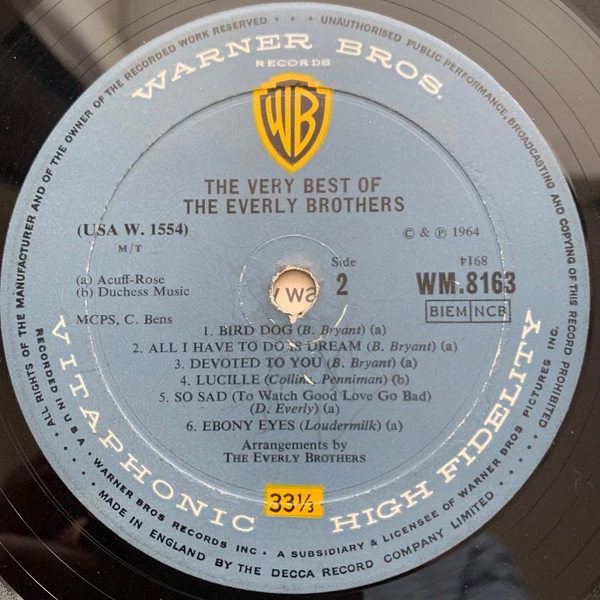 ALL RIGHTS OF THE MANUFACTURER AND OF THE OWNER OF THE RECORDED WORK RESERVED · UNAUTHORISED PUBLIC PERFORMANCE, BROADCASTING AND COPYING OF THIS RECORD PROHIBITED
WARNER BROS.
RECORDS
WB
THE VERY BEST OF
THE EVERLY BROTHERS
(USA W. 1554)
M/T
© & ℗ 1964
(a) Acuff-Rose
(b) Duchess Music
MCPS, C. Bens
Side
2
8914
WM.8163
BIEM NCB
1. BIRD DOG (B. Bryant) (a)
2. ALL I HAVE TO DO IS DREAM (B. Bryant) (a)
3. DEVOTED TO YOU (B. Bryant) (a)
4. LUCILLE (Collins, Penniman) (b)
5. SO SAD (To Watch Good Love Go Bad)
(D. Everly) (a)
6. EBONY EYES (Loudermilk) (a)
Arrangements by
THE EVERLY BROTHERS
33⅓
VITAPHONIC HIGH FIDELITY
RECORDED IN U.S.A. · WARNER BROS RECORDS INC · A SUBSIDIARY & LICENSEE OF WARNER BROS PICTURES INC.
MADE IN ENGLAND BY THE DECCA RECORD COMPANY LIMITED